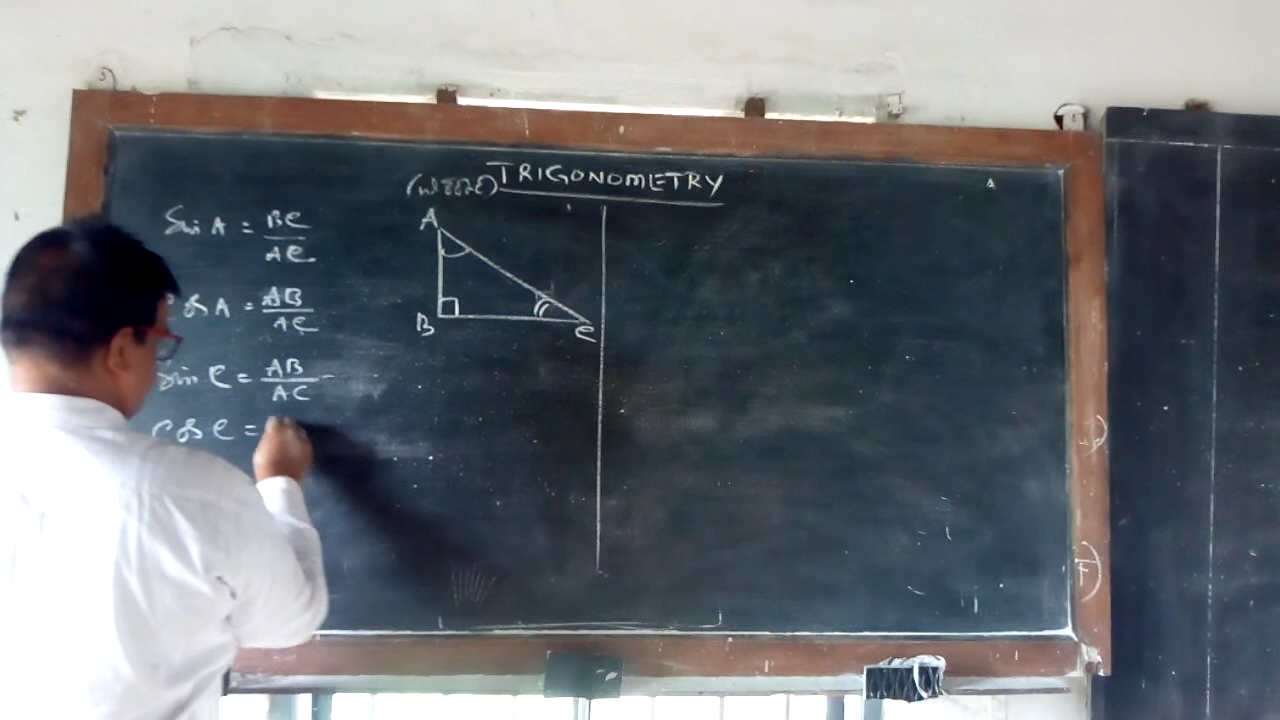 TRIGONOMETRY
sin A = BC/AC
cos A = AB/AC
sin C = AB/AC
cos C =
A
B
C